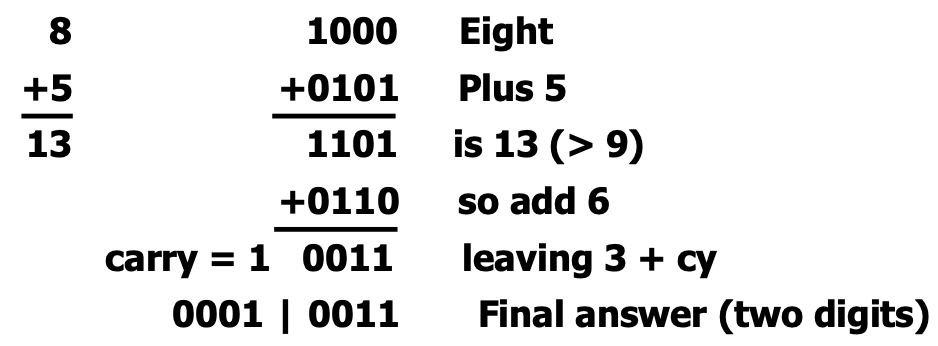 8 1000 Eight
+5 +0101 Plus 5
13 1101 is 13 (> 9)
+0110 so add 6
carry = 1 0011 leaving 3 + cy
0001 | 0011 Final answer (two digits)